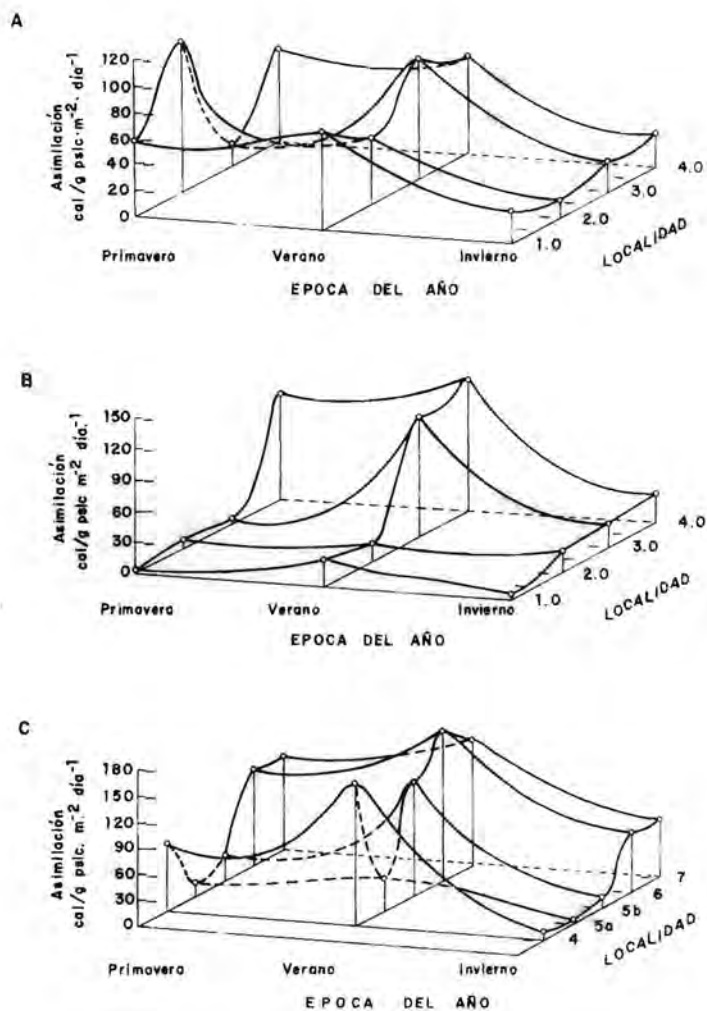 A
Asimilación
cal/g pslc·m-2. día-1
120
100
80
60
40
20
0
Primavera Verano Invierno
EPOCA DEL AÑO
1.0
2.0
3.0
4.0
LOCALIDAD
B
Asimilación
cal/g pslc m-2 día.-1
150
120
90
60
30
0
Primavera Verano Invierno
EPOCA DEL AÑO
1.0
2.0
3.0
4.0
LOCALIDAD
C
Asimilación
cal/g pslc. m-2 día-1
180
150
120
90
60
30
0
Primavera Verano Invierno
EPOCA DEL AÑO
4
5a
5b
6
7
LOCALIDAD